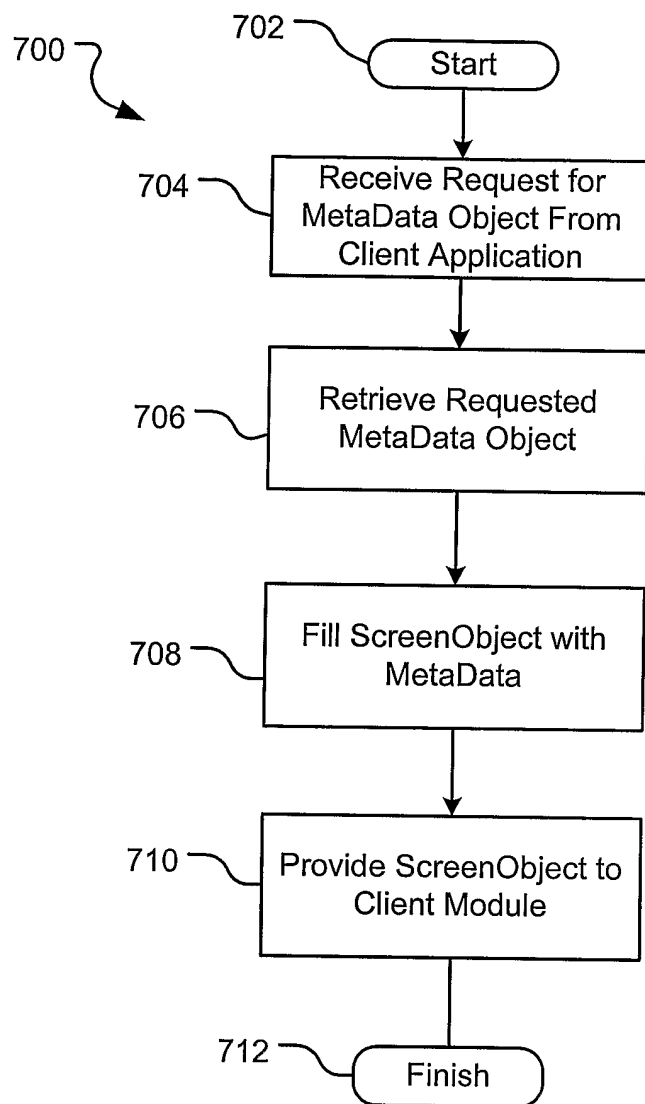 702
Start
700
704
Receive Request for
MetaData Object From
Client Application
706
Retrieve Requested
MetaData Object
708
Fill ScreenObject with
MetaData
710
Provide ScreenObject to
Client Module
712
Finish